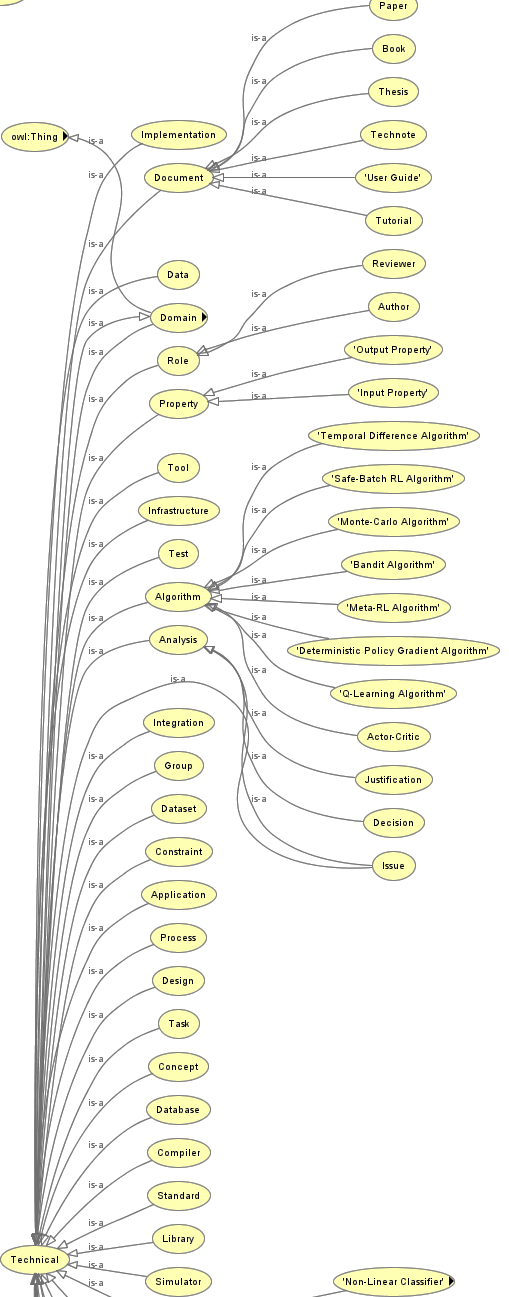 Paper
is-a
Book
is-a
Thesis
owl:Thing
is-a
Implementation
is-a
Technote
is-a
is-a
Document
is-a
'User Guide'
is-a
Tutorial
is-a
Reviewer
Data
is-a
Author
is-a
Domain
is-a
is-a
'Output Property'
Role
is-a
'Input Property'
is-a
Property
is-a
'Temporal Difference Algorithm'
Tool
is-a
'Safe-Batch RL Algorithm'
is-a
Infrastructure
is-a
'Monte-Carlo Algorithm'
is-a
is-a
Test
'Bandit Algorithm'
is-a
is-a
Algorithm
is-a
'Meta-RL Algorithm'
is-a
is-a
Analysis
is-a
'Deterministic Policy Gradient Algorithm'
is-a
is-a
'Q-Learning Algorithm'
is-a
Integration
Actor-Critic
is-a
is-a
Group
Justification
is-a
is-a
Dataset
Decision
is-a
Constraint
Issue
is-a
Application
is-a
Process
is-a
Design
is-a
Task
is-a
Concept
is-a
Database
is-a
Compiler
is-a
Standard
is-a
Library
is-a
Technical
is-a
Simulator
is-a
'Non-Linear Classifier'